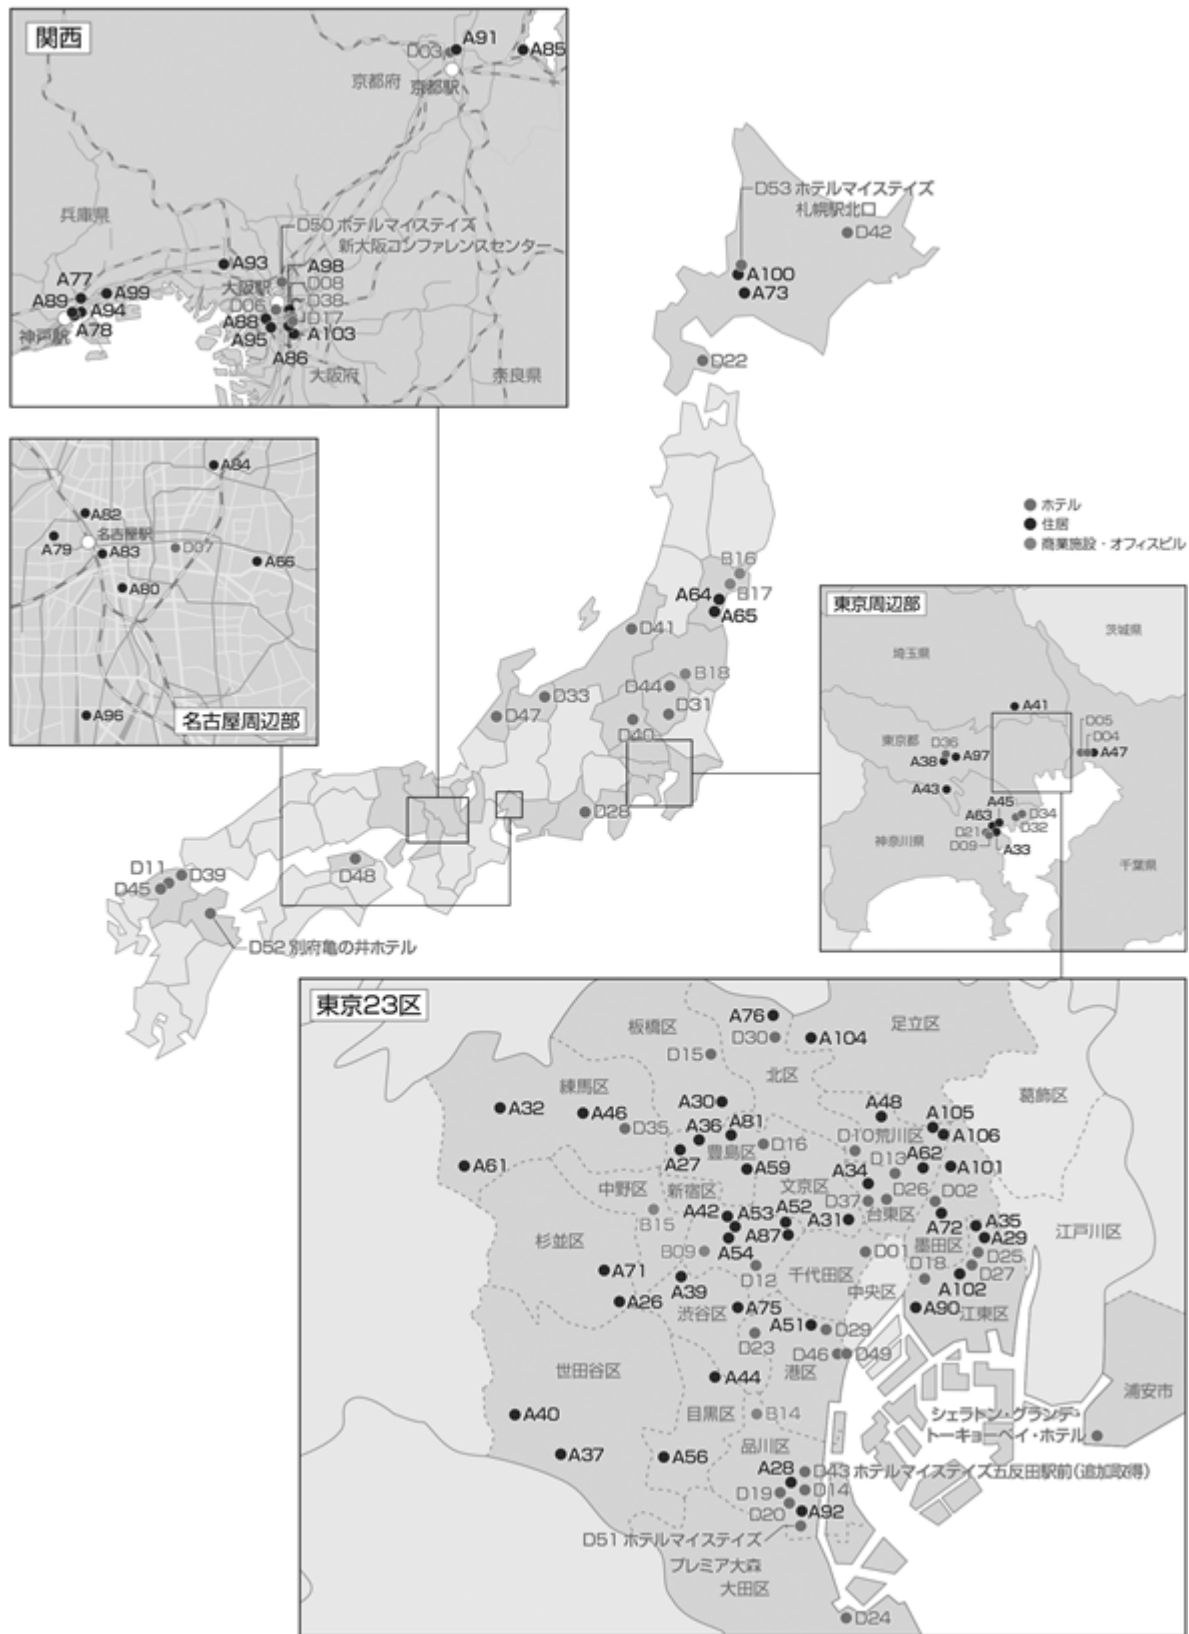 関西
D03
A91
A85
京都府
京都駅
兵庫県
D50 ホテルマイステイズ
新大阪コンファレンスセンター
A93
A98
A77
大阪駅
D08
A99
D38
A89
D06
A94
A88
D17
神戸駅
A78
A95
A103
A86
大阪府
奈良県
D53 ホテルマイステイズ
札幌駅北口
D42
A100
A73
D22
A84
A82
名古屋駅
A79
A83
D07
A66
A80
A96
名古屋周辺部
ホテル
住居
商業施設・オフィスビル
B16
B17
A64
A65
D41
B18
D44
D33
D31
D47
D40
D28
D11
D39
D45
D48
D52 別府亀の井ホテル
東京周辺部
茨城県
埼玉県
A41
東京都
D36
A97
A38
D05
D04
A47
A43
A45
A63
D34
D32
D21
D09
A33
神奈川県
千葉県
東京23区
A76
板橋区
D30
A104
足立区
D15
北区
練馬区
葛飾区
A32
A46
A30
A48
A105
D35
A36
A81
D10
荒川区
A106
豊島区
D16
A62
A27
D13
A61
A59
A34
A101
中野区
新宿区
文京区
D37
D26
D02
B15
A42
A53
A52
A31
台東区
A72
A35
杉並区
A54
A87
墨田区
A29
江戸川区
B09
D01
D25
D12
千代田区
D18
D27
A71
A39
中央区
A102
A26
渋谷区
A75
A90
江東区
A51
D29
D23
D46
D49
世田谷区
A44
港区
浦安市
A40
目黒区
B14
シェラトン・グランデ・
トーキョーベイ・ホテル
品川区
A37
A56
A28
D43 ホテルマイステイズ五反田駅前(追加取得)
D19
D14
D20
A92
D51 ホテルマイステイズ
プレミア大森
大田区
D24